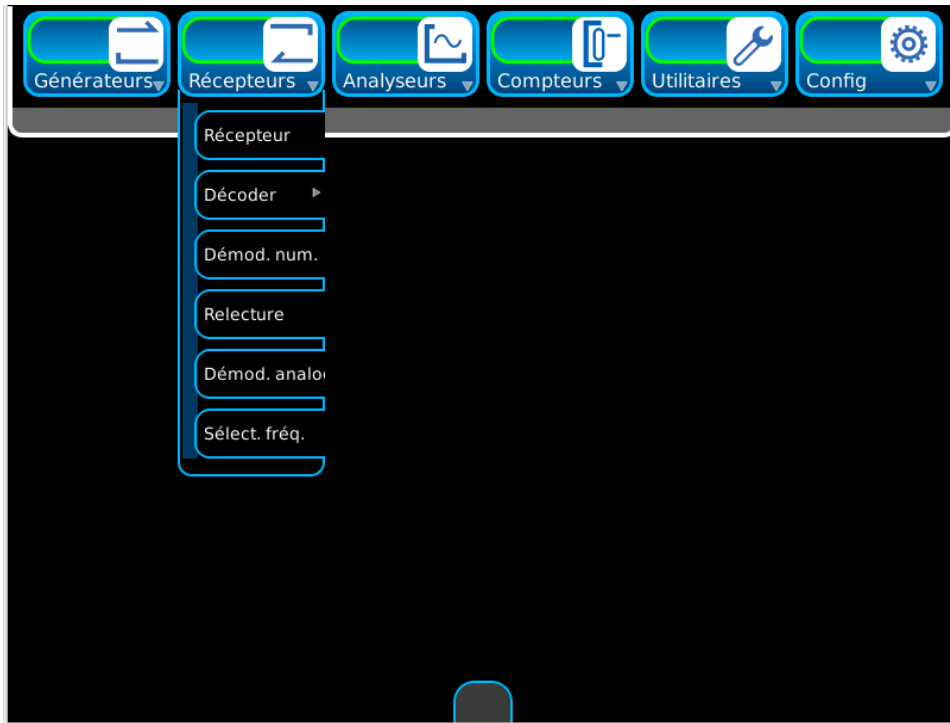 Générateurs
Récepteurs
Analyseurs
Compteurs
Utilitaires
Config
Récepteur
Décoder
Démod. num.
Relecture
Démod. analo
Sélect. fréq.